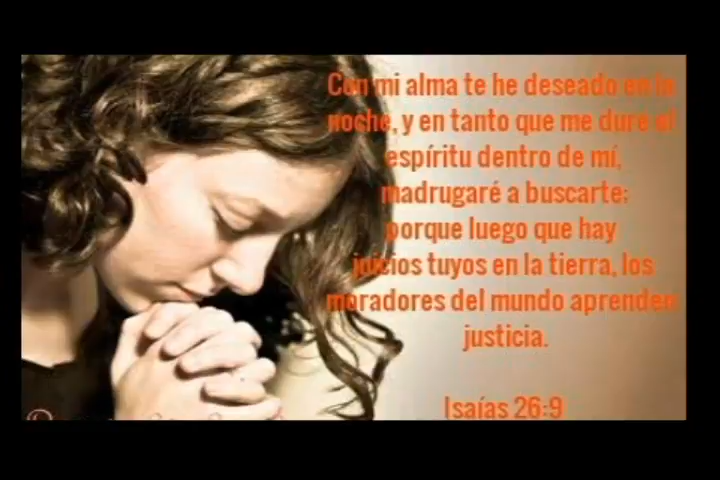 Con mi alma te he deseado en la
noche, y en tanto que me dure el
espíritu dentro de mí,
madrugaré a buscarte;
porque luego que hay
juicios tuyos en la tierra, los
moradores del mundo aprenden
justicia.
Isaías 26:9